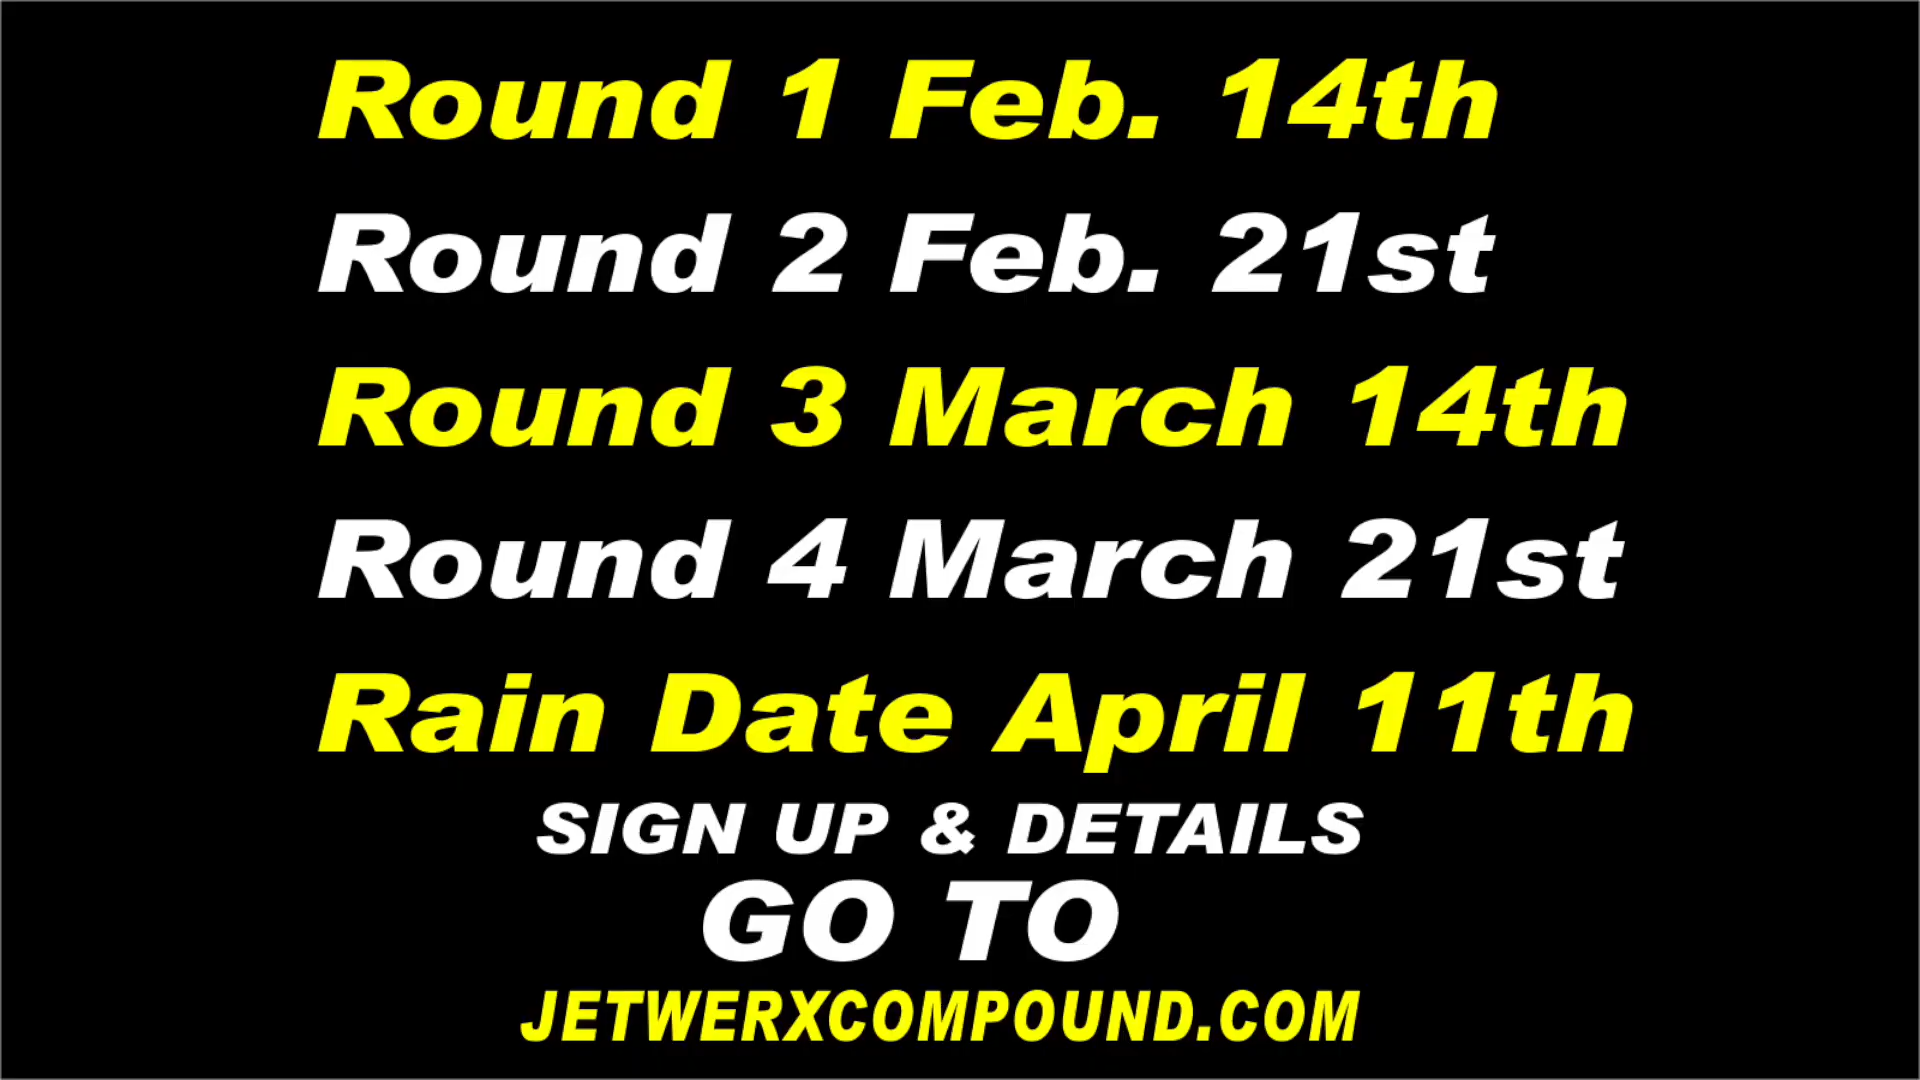 Round 1 Feb. 14th
Round 2 Feb. 21st
Round 3 March 14th
Round 4 March 21st
Rain Date April 11th
SIGN UP & DETAILS
GO TO
JETWERXCOMPOUND.COM